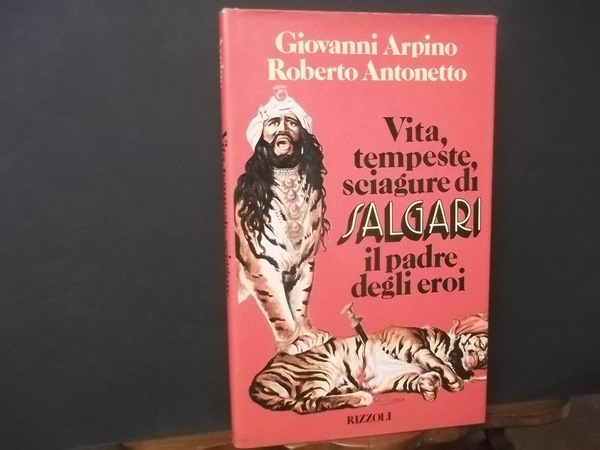 Giovanni Arpino
Roberto Antonetto
Vita,
tempeste,
sciagure di
SALGARI
il padre
degli eroi
RIZZOLI